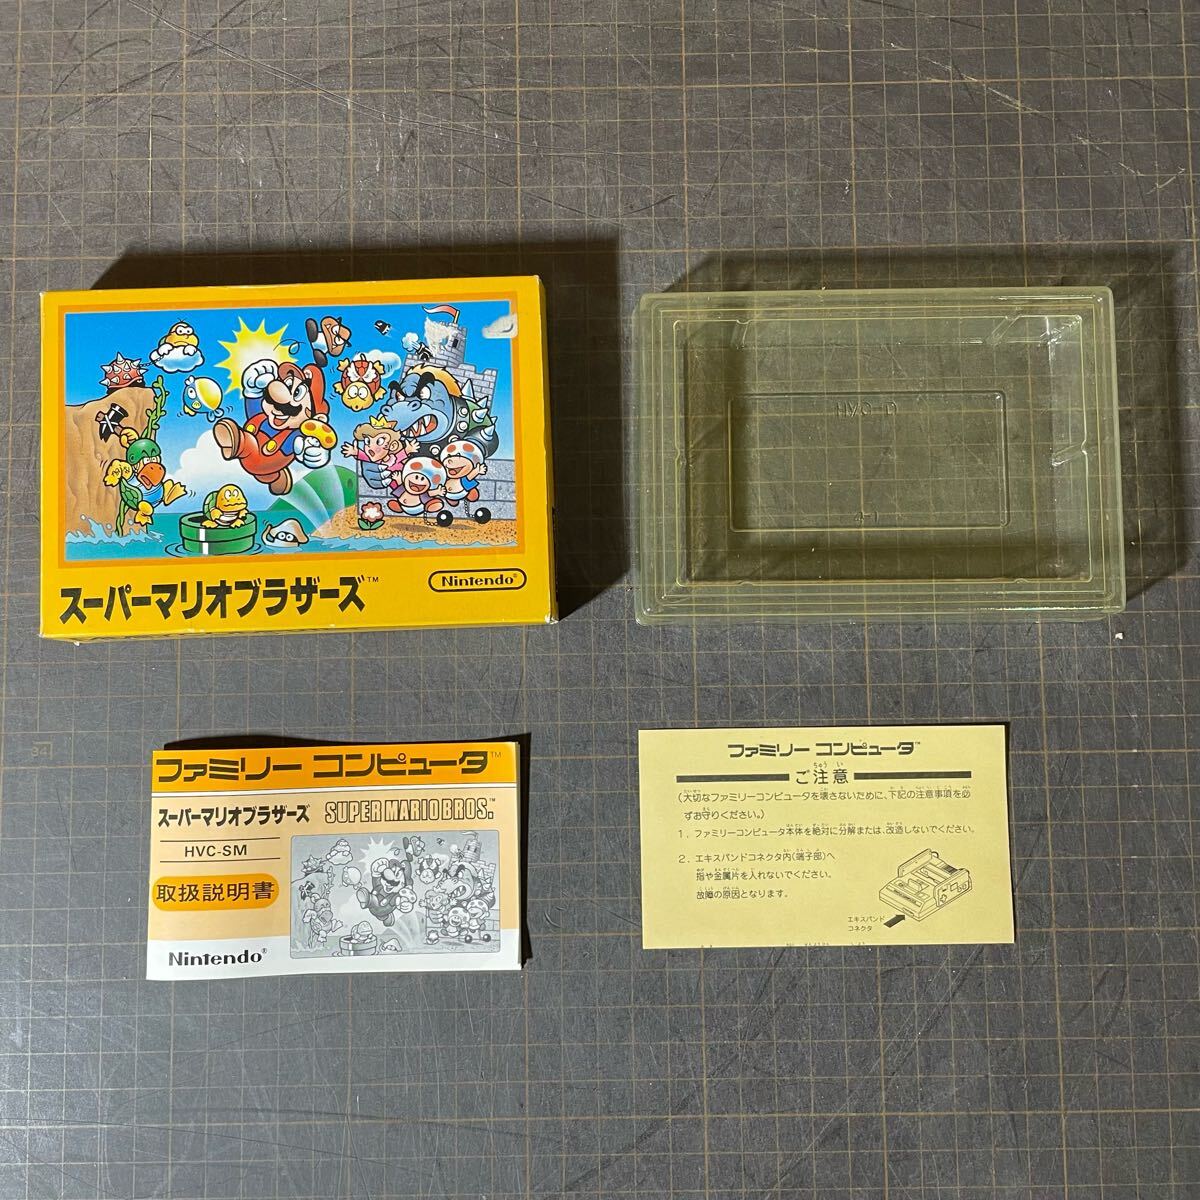 スーパーマリオブラザーズ™
Nintendo®
HVC-
ファミリー コンピュータ™
スーパーマリオブラザーズ SUPER MARIO BROS.™
HVC-SM
取扱説明書
Nintendo®
ファミリー コンピュータ™
ご注意
(大切なファミリーコンピュータを壊さないために、下記の注意事項を必
ずお守りください。)
1. ファミリーコンピュータ本体を絶対に分解または、改造しないでください。
2. エキスパンドコネクタ内(端子部)へ
指や金属片を入れないでください。
故障の原因となります。
エキスパンド
コネクタ
34